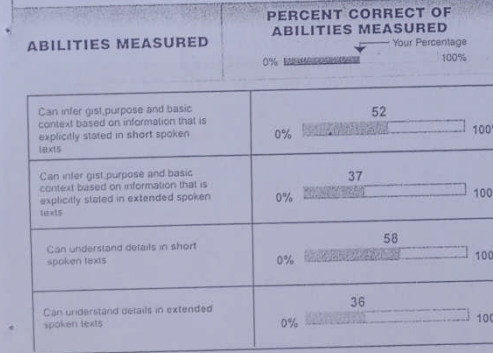 PERCENT CORRECT OF
ABILITIES MEASURED
ABILITIES MEASURED
Your Percentage
0% 100%
Can infer gist,purpose and basic
context based on information that is
explicitly stated in short spoken
texts
52
0% 100%
Can infer gist,purpose and basic
context based on information that is
explicitly stated in extended spoken
texts
37
0% 100
Can understand details in short
spoken texts
58
0% 100
Can understand details in extended
spoken texts
36
0% 100